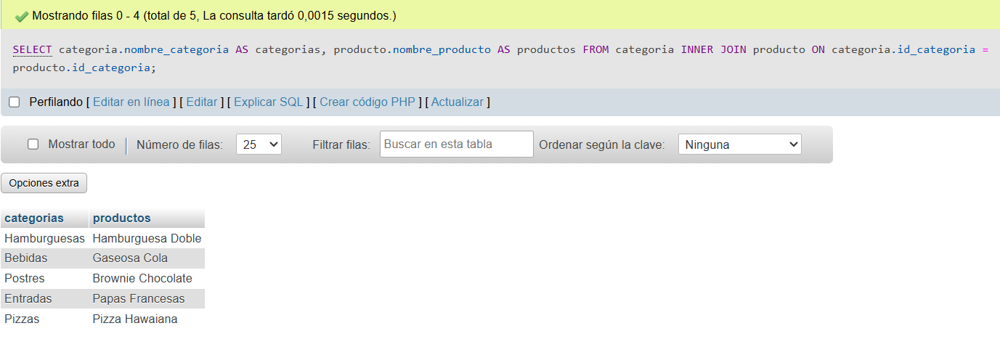 Mostrando filas 0 - 4 (total de 5, La consulta tardó 0,0015 segundos.)
SELECT categoria.nombre_categoria AS categorias, producto.nombre_producto AS productos FROM categoria INNER JOIN producto ON categoria.id_categoria =
producto.id_categoria;
Perfilando [ Editar en línea ] [ Editar ] [ Explicar SQL ] [ Crear código PHP ] [ Actualizar ]
Mostrar todo | Número de filas: 25 Filtrar filas: Buscar en esta tabla Ordenar según la clave: Ninguna
Opciones extra
categorias productos
Hamburguesas Hamburguesa Doble
Bebidas Gaseosa Cola
Postres Brownie Chocolate
Entradas Papas Francesas
Pizzas Pizza Hawaiana